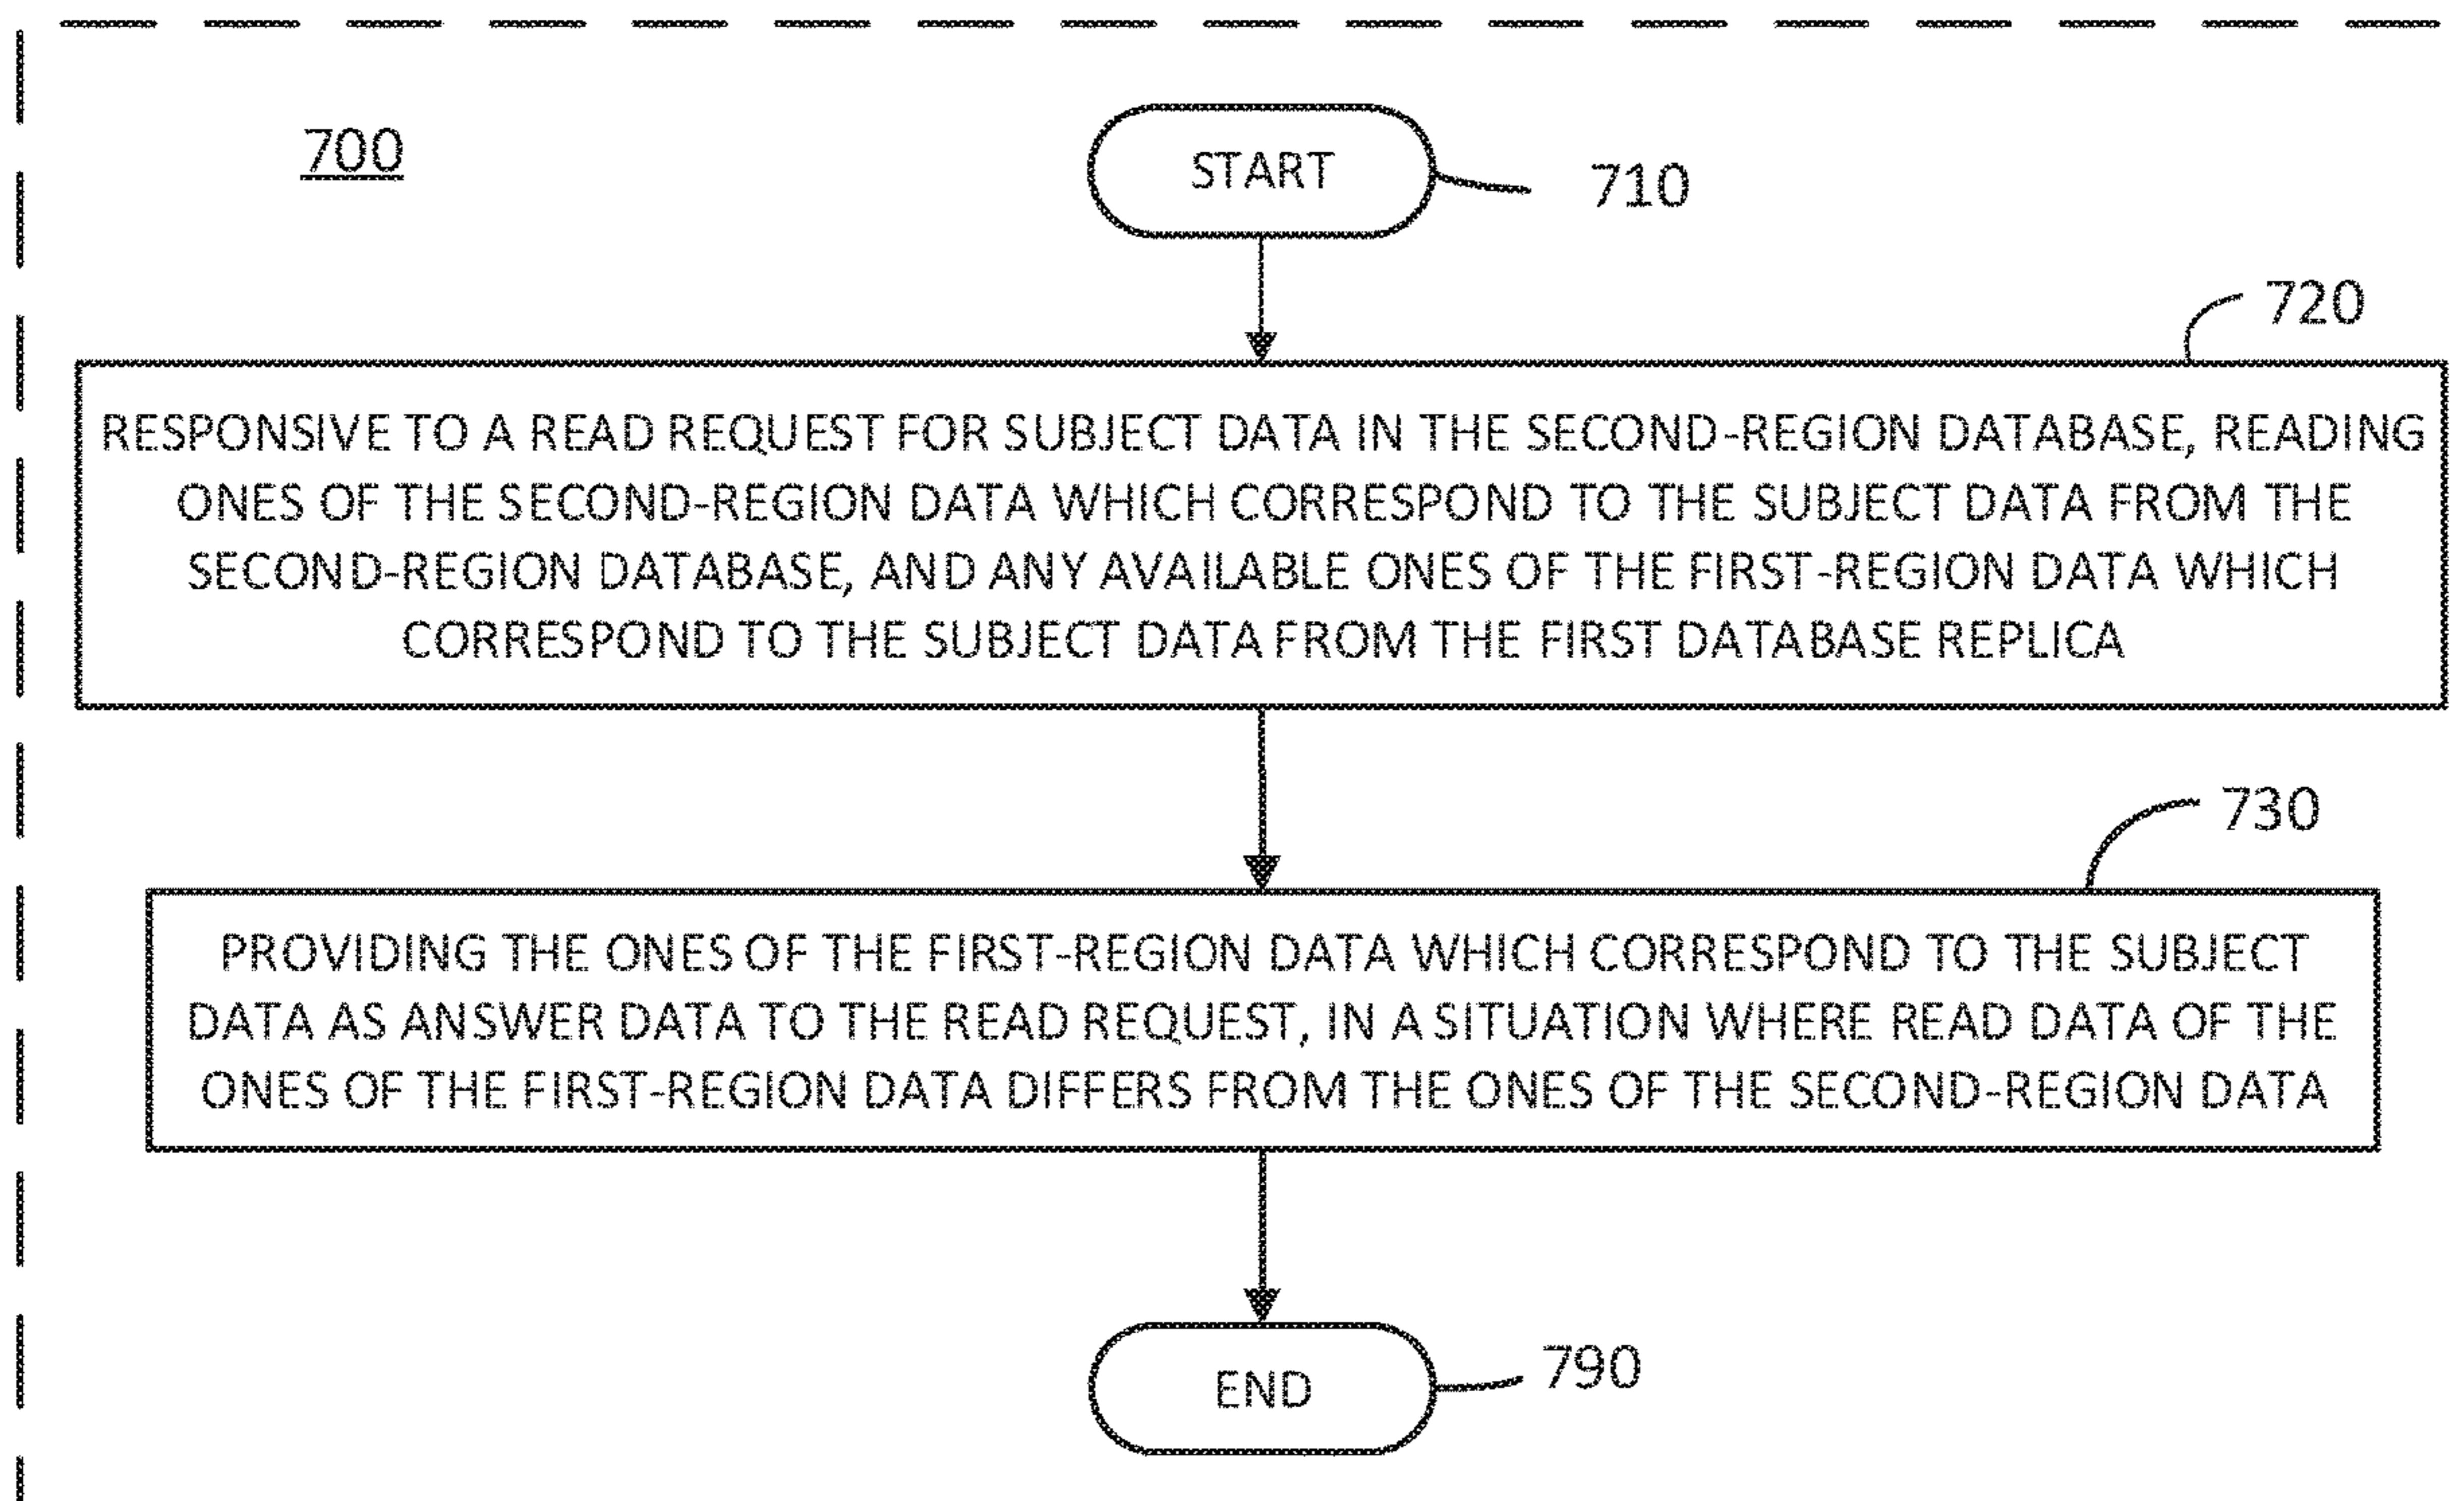 700
START
710
720
RESPONSIVE TO A READ REQUEST FOR SUBJECT DATA IN THE SECOND-REGION DATABASE, READING
ONES OF THE SECOND-REGION DATA WHICH CORRESPOND TO THE SUBJECT DATA FROM THE
SECOND-REGION DATABASE, AND ANY AVAILABLE ONES OF THE FIRST-REGION DATA WHICH
CORRESPOND TO THE SUBJECT DATA FROM THE FIRST DATABASE REPLICA
730
PROVIDING THE ONES OF THE FIRST-REGION DATA WHICH CORRESPOND TO THE SUBJECT
DATA AS ANSWER DATA TO THE READ REQUEST, IN A SITUATION WHERE READ DATA OF THE
ONES OF THE FIRST-REGION DATA DIFFERS FROM THE ONES OF THE SECOND-REGION DATA
END
790